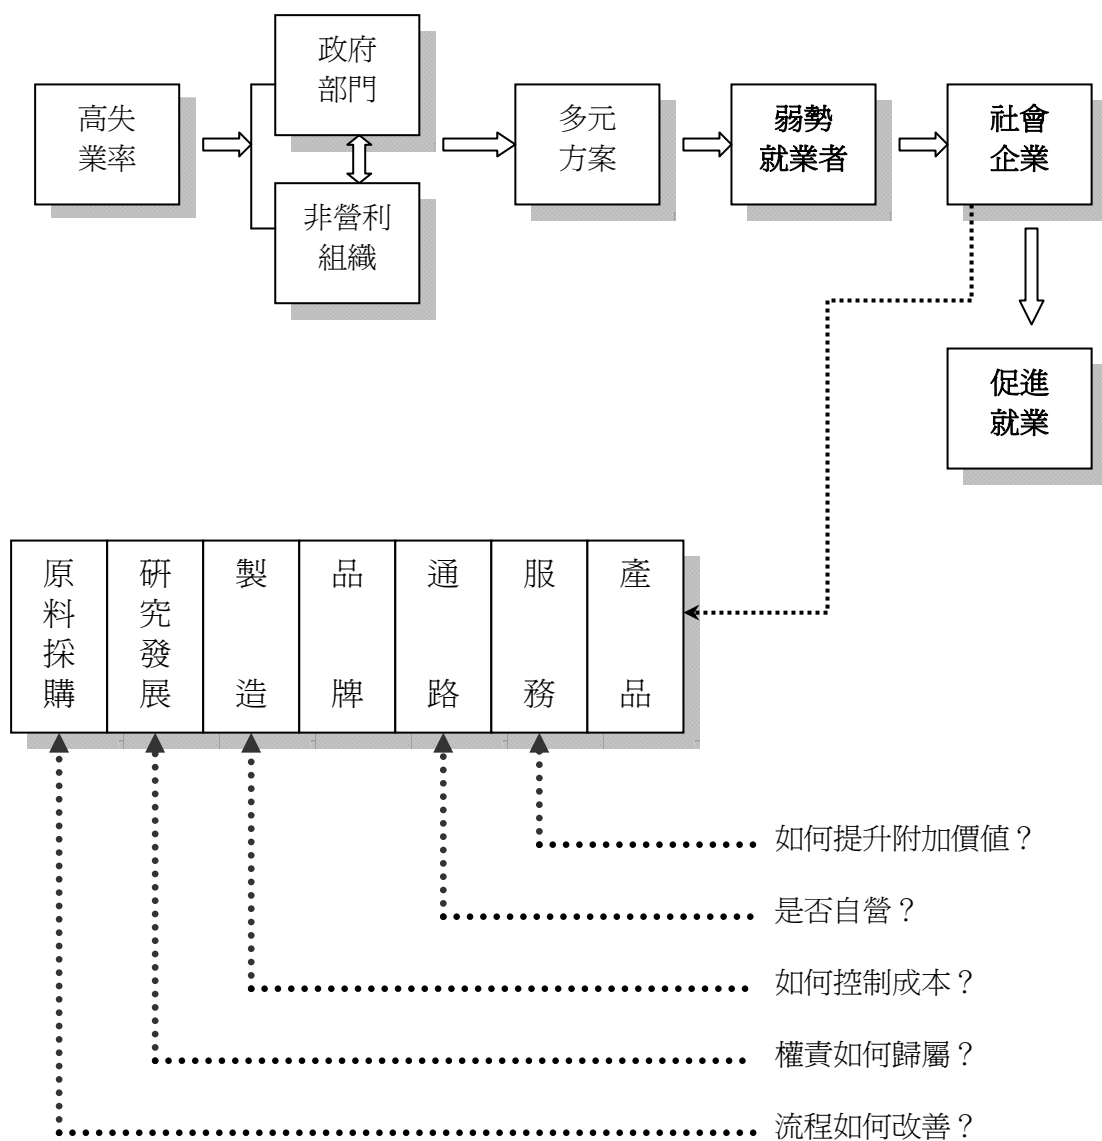 政府
部門
高失
業率
非營利
組織
多元
方案
弱勢
就業者
社會
企業
促進
就業
原料採購
研究發展
製造
品牌
通路
服務
產品
如何提升附加價值？
是否自營？
如何控制成本？
權責如何歸屬？
流程如何改善？